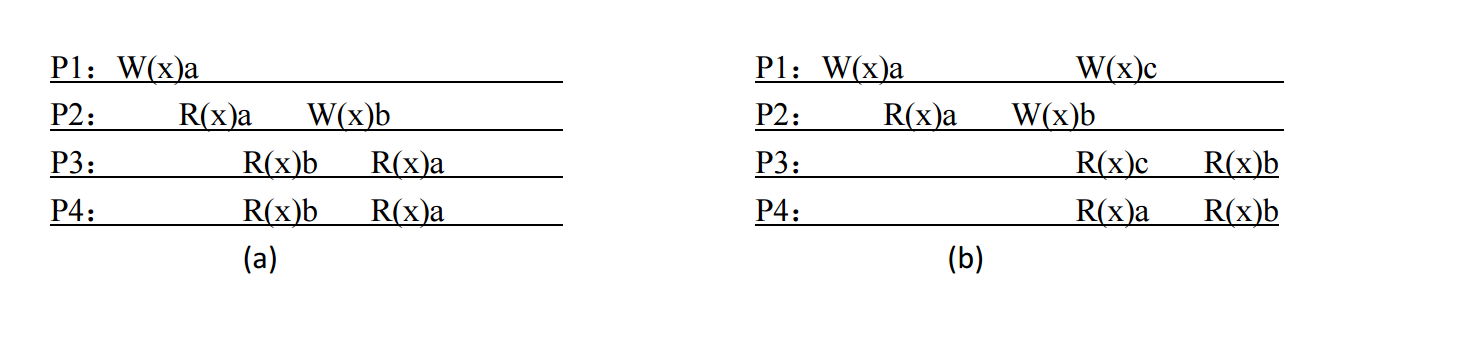 P1：W(x)a
P2： R(x)a W(x)b
P3： R(x)b R(x)a
P4： R(x)b R(x)a
(a)
P1：W(x)a W(x)c
P2： R(x)a W(x)b
P3： R(x)c R(x)b
P4： R(x)a R(x)b
(b)